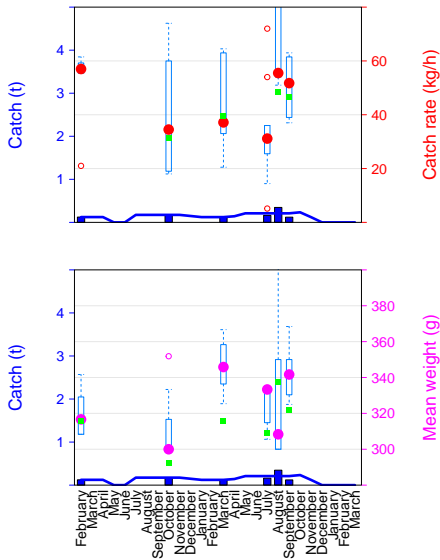 Catch (t)
5
4
3
2
1
60
40
20
Catch rate (kg/h)
Catch (t)
5
4
3
2
1
380
360
340
320
300
Mean weight (g)
February
March
April
May
June
July
August
September
October
November
December
January
February
March
April
May
June
July
August
September
October
November
December
January
February
March